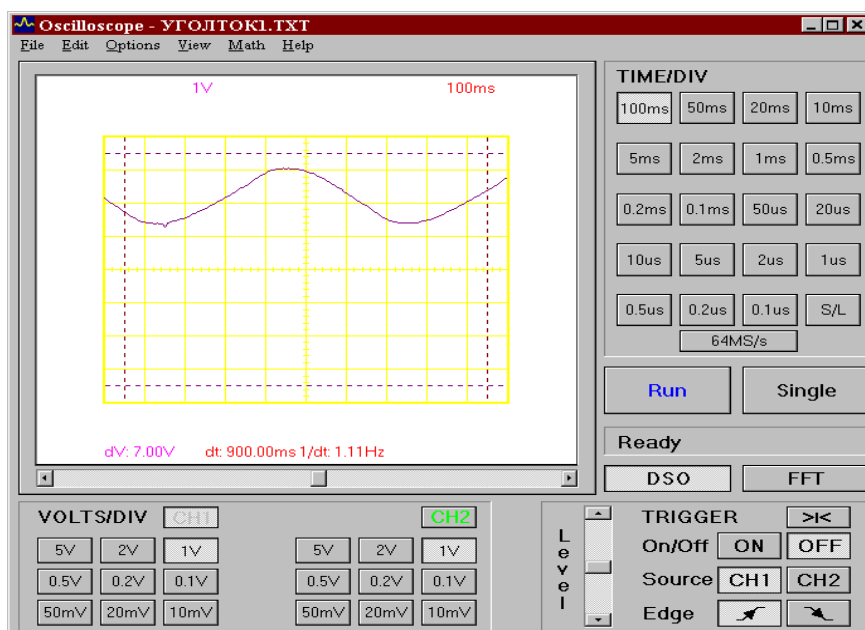 Oscilloscope - УГОЛТОК1.TXT
File Edit Options View Math Help
1V 100ms
dV: 7.00V dt: 900.00ms 1/dt: 1.11Hz
TIME/DIV
100ms 50ms 20ms 10ms
5ms 2ms 1ms 0.5ms
0.2ms 0.1ms 50us 20us
10us 5us 2us 1us
0.5us 0.2us 0.1us S/L
64MS/s
Run Single
Ready
DSO FFT
VOLTS/DIV CH1 CH2
5V 2V 1V 5V 2V 1V
0.5V 0.2V 0.1V 0.5V 0.2V 0.1V
50mV 20mV 10mV 50mV 20mV 10mV
Level
TRIGGER >I<
On/Off ON OFF
Source CH1 CH2
Edge